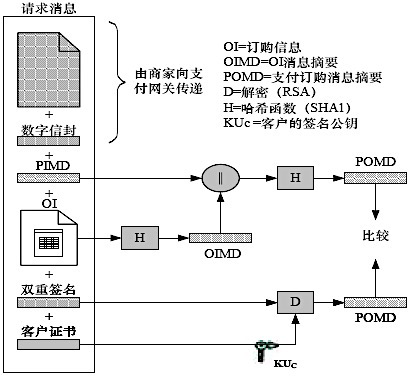 请求消息
+
数字信封
+
PIMD
+
OI
+
双重签名
+
客户证书
由商家向支
付网关传递
OI=订购信息
OIMD=OI消息摘要
POMD=支付订购消息摘要
D=解密（RSA）
H=哈希函数（SHA1）
KUc=客户的签名公钥
||
H
POMD
H
OIMD
比较
D
POMD
KUC